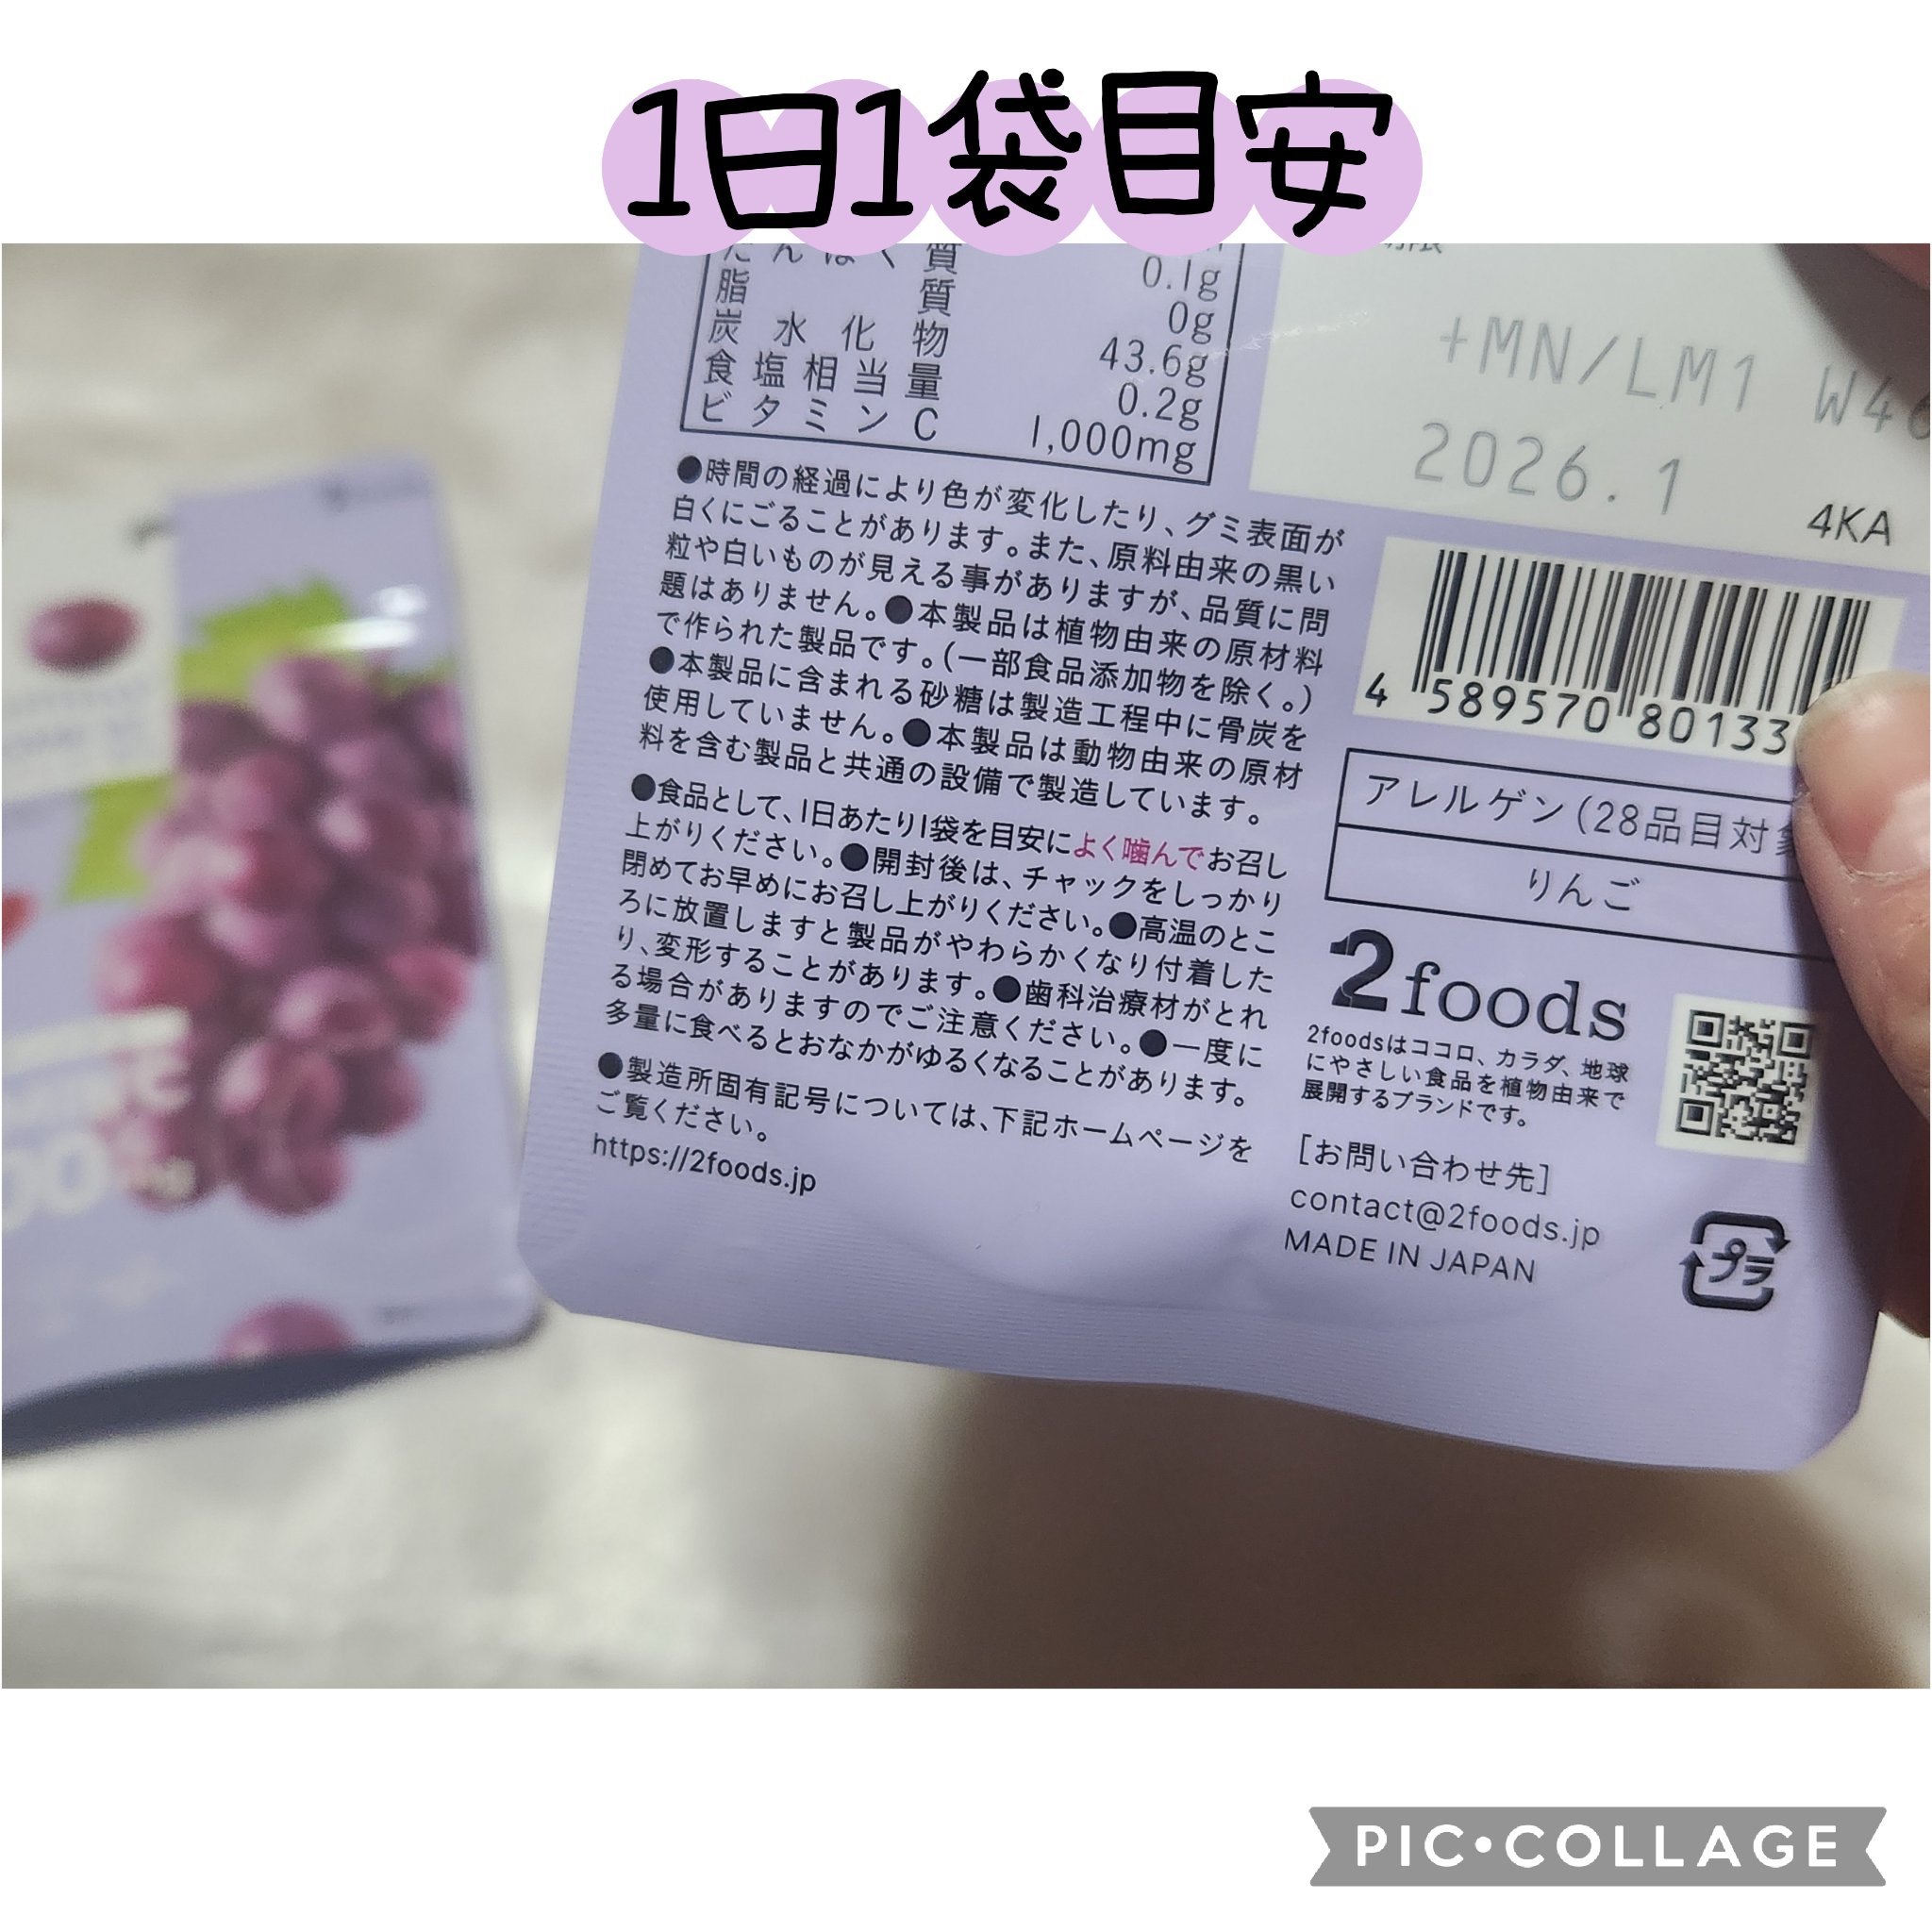 1日1袋目安
たんぱく質 0.1g
脂質 0g
炭水化物 43.6g
食塩相当量 0.2g
ビタミンC 1,000mg
●時間の経過により色が変化したり、グミ表面が
白くにごることがあります。また、原料由来の黒い
粒や白いものが見える事がありますが、品質に問
題はありません。●本製品は植物由来の原材料
で作られた製品です。(一部食品添加物を除く。)
●本製品に含まれる砂糖は製造工程中に骨炭を
使用していません。●本製品は動物由来の原材
料を含む製品と共通の設備で製造しています。
●食品として、1日あたり1袋を目安によく噛んでお召し
上がりください。●開封後は、チャックをしっかり
閉めてお早めにお召し上がりください。●高温のとこ
ろに放置しますと製品がやわらかくなり付着した
り、変形することがあります。●歯科治療材がとれ
る場合がありますのでご注意ください。●一度に
多量に食べるとおなかがゆるくなることがあります。
●製造所固有記号については、下記ホームページを
ご覧ください。
https://2foods.jp
+MN/LM1 W46
2026.1
4KA
4 589570 80133
アレルゲン(28品目対象
りんご
2foods
2foodsはココロ、カラダ、地球
にやさしい食品を植物由来で
展開するブランドです。
[お問い合わせ先]
contact@2foods.jp
MADE IN JAPAN
プラ
PIC•COLLAGE